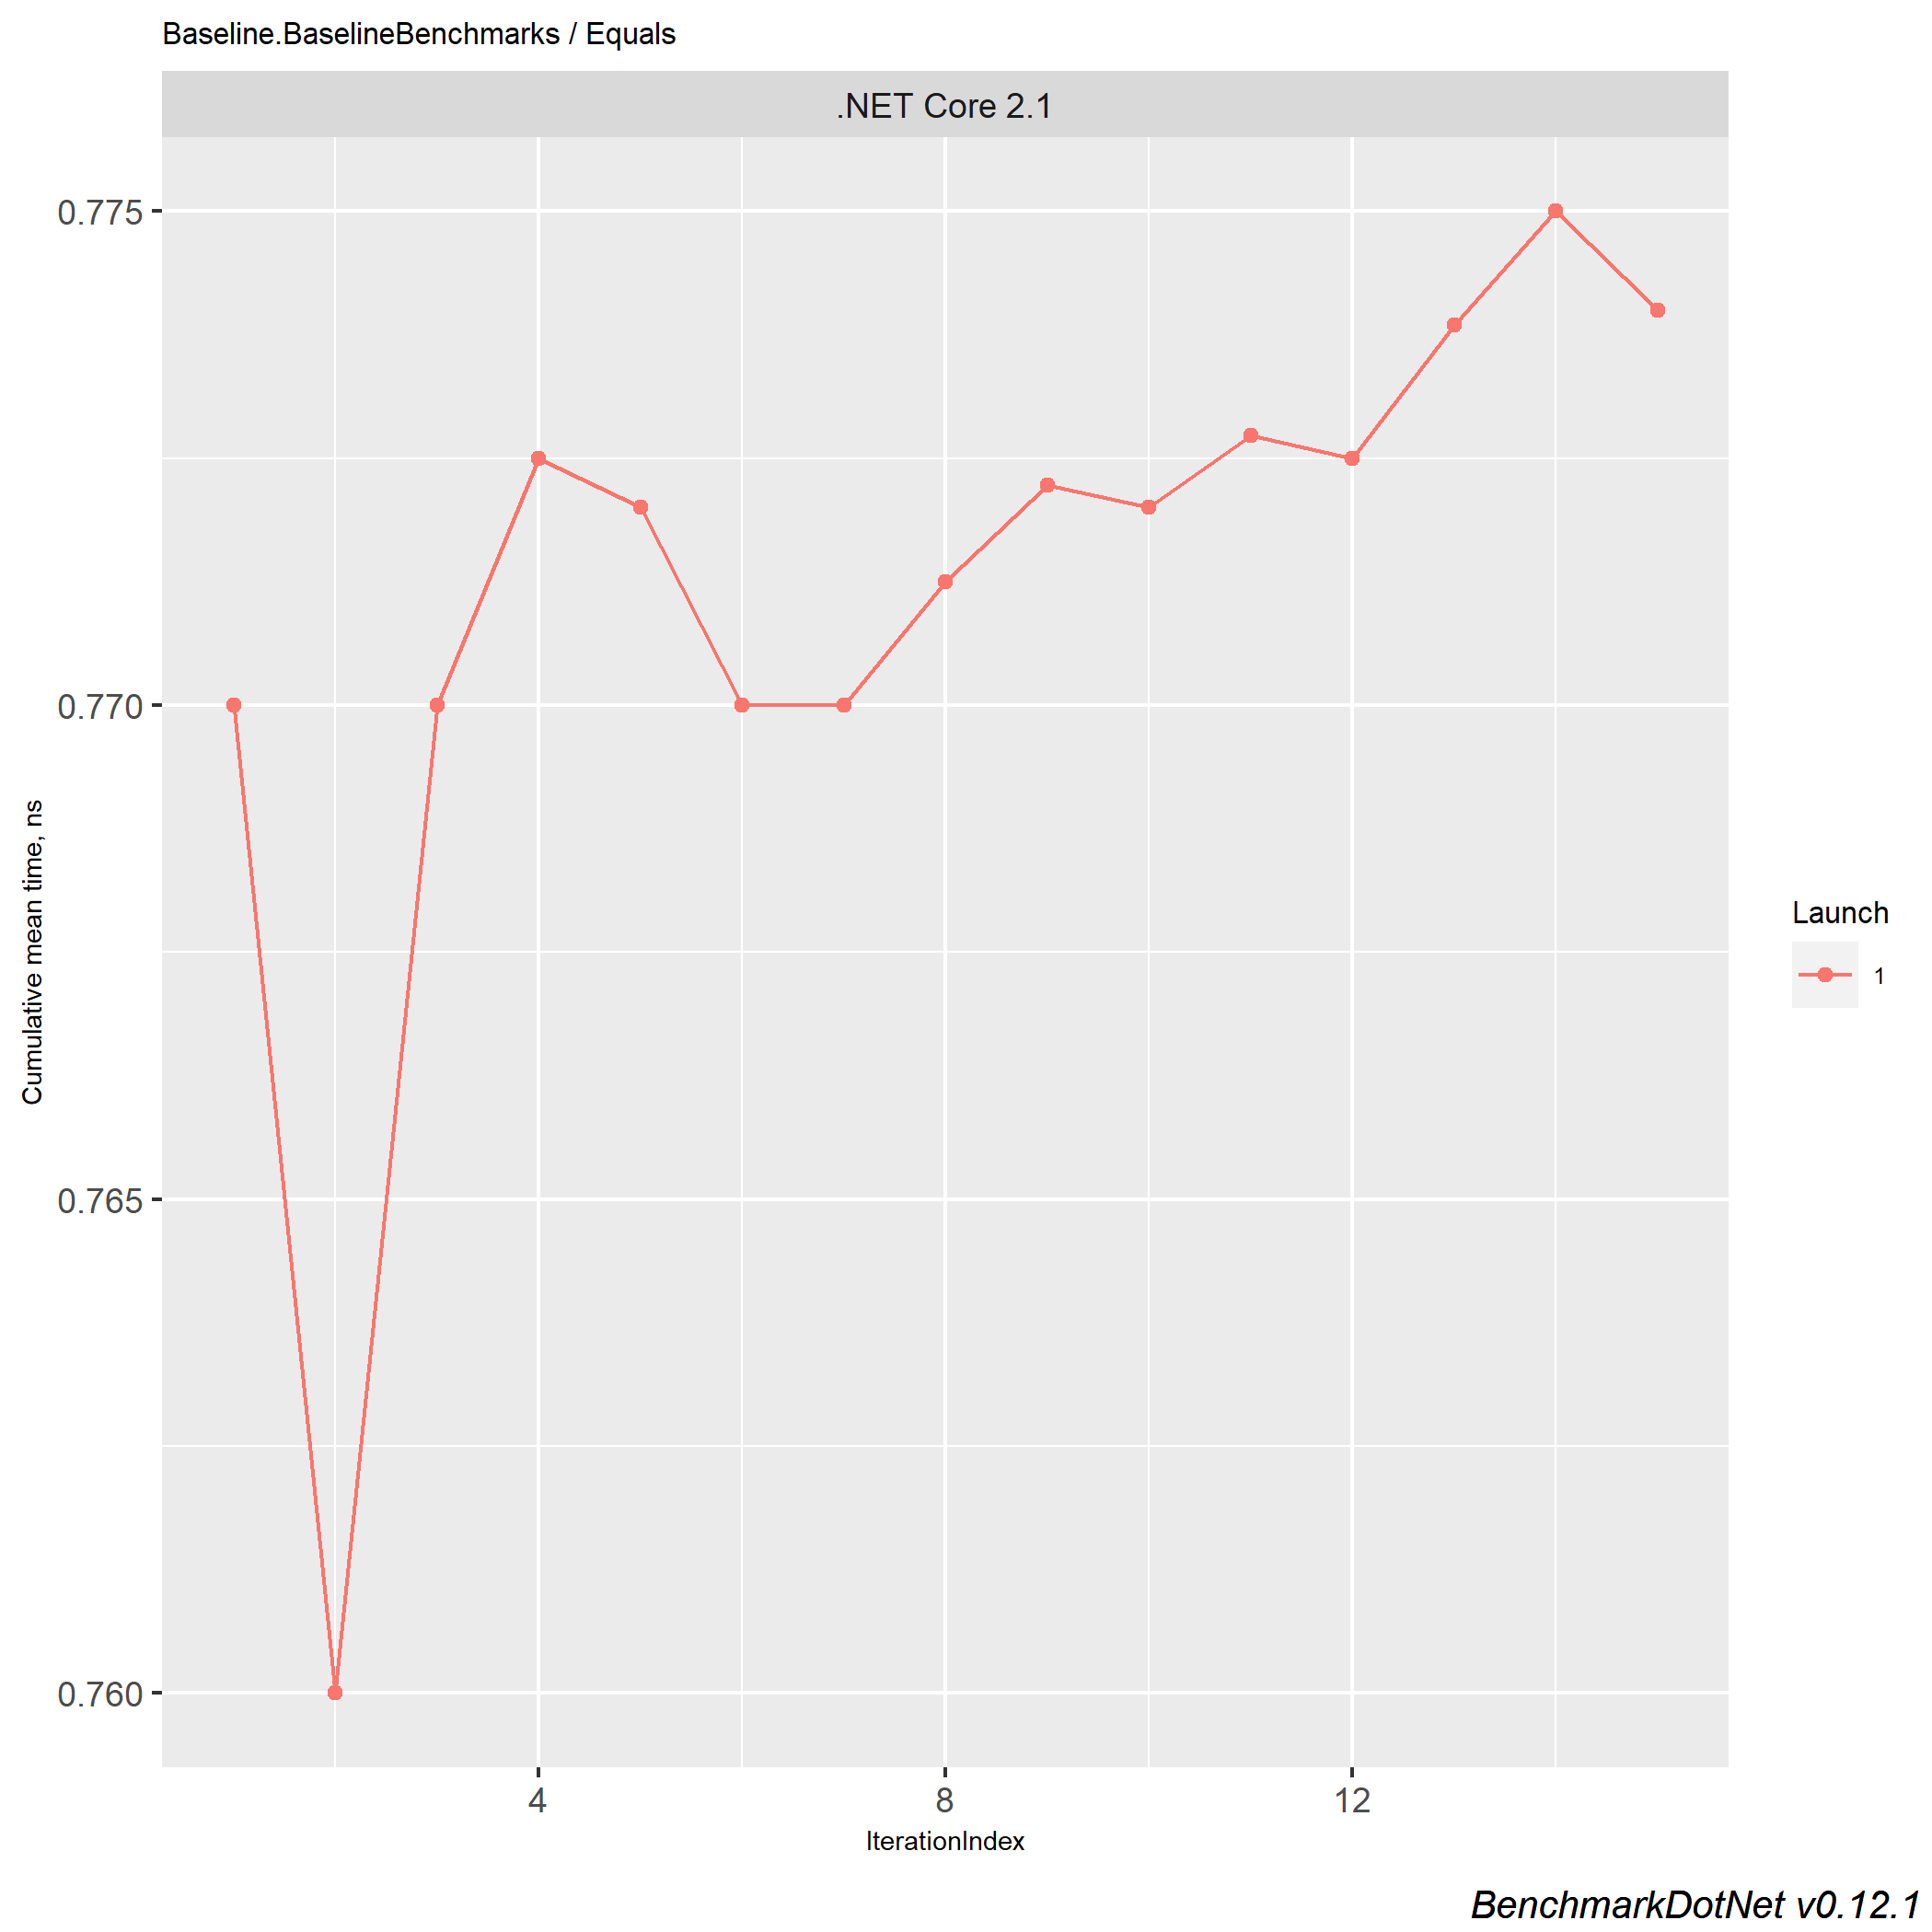 Baseline.BaselineBenchmarks / Equals
.NET Core 2.1
0.775
0.770
0.765
0.760
Cumulative mean time, ns
4 8 12
IterationIndex
Launch
1
BenchmarkDotNet v0.12.1